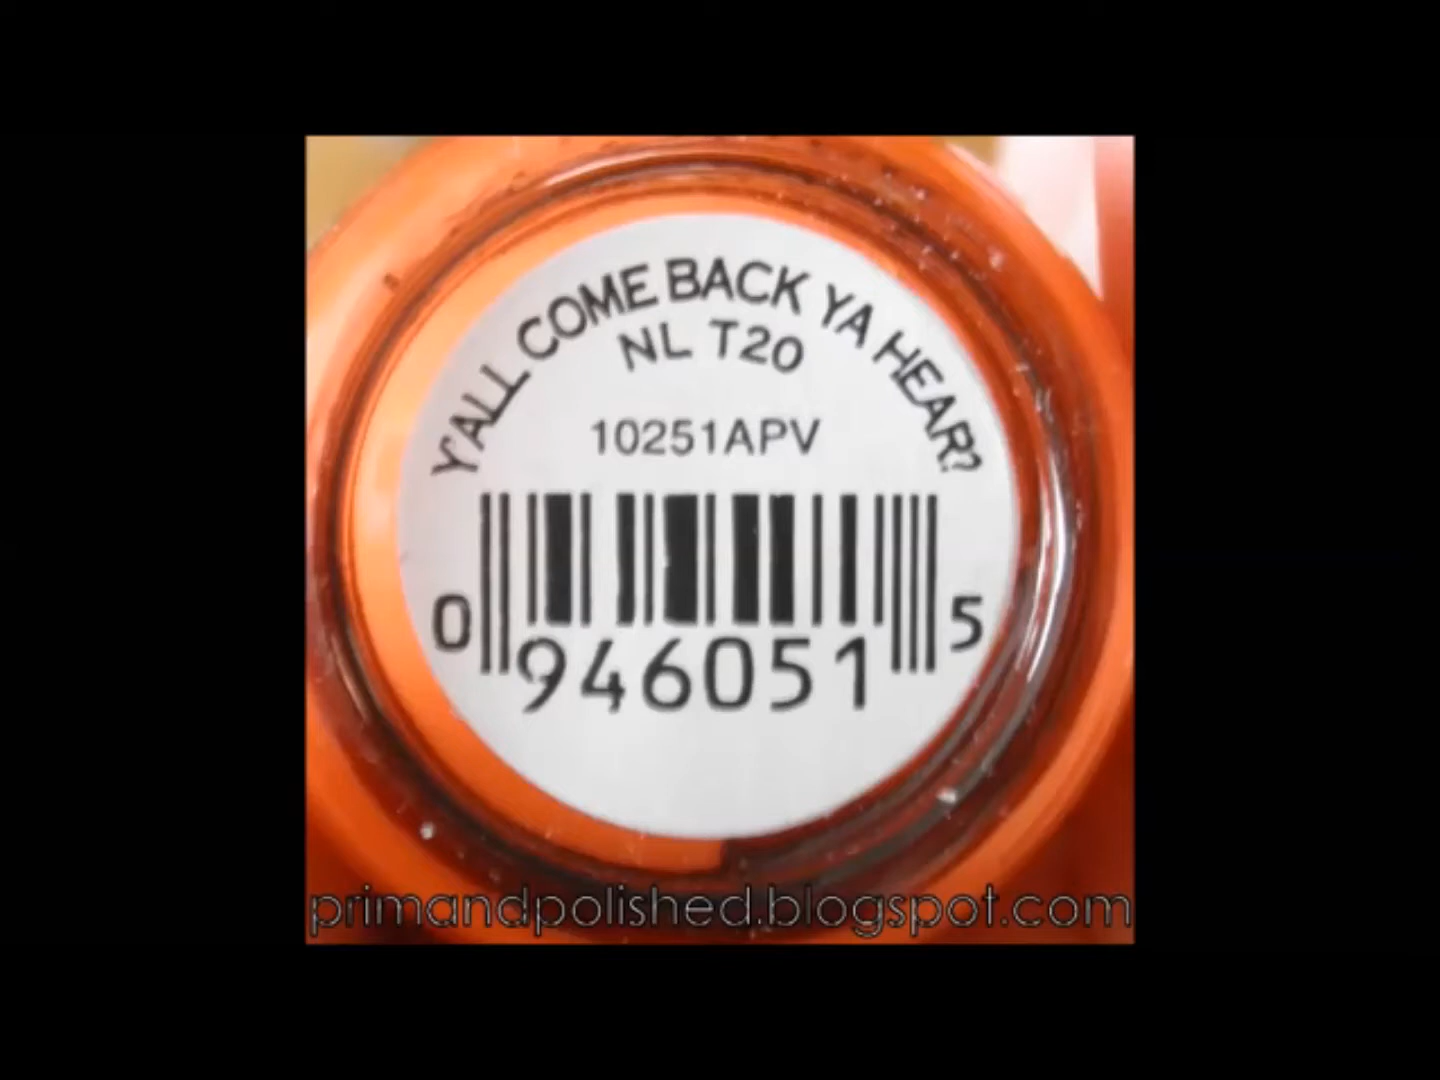 Y'ALL COME BACK YA HEAR?
NL T20
10251APV
0 946051 5
primandpolished.blogspot.com